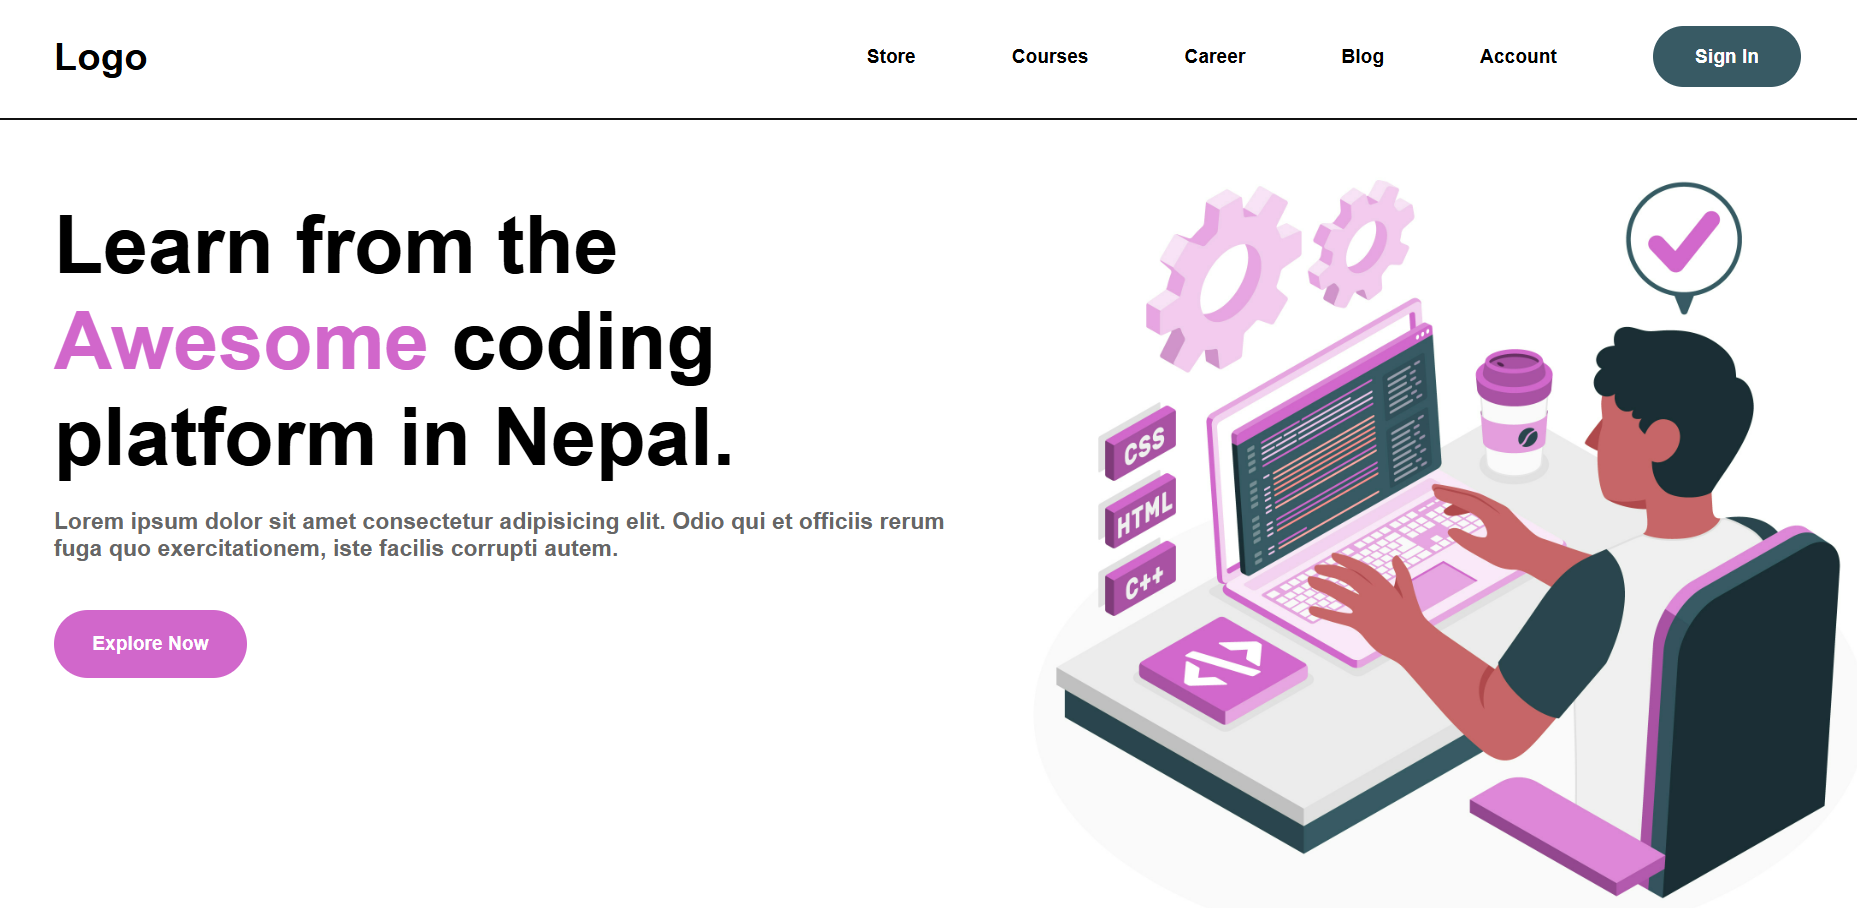 Logo
Store Courses Career Blog Account Sign In
Learn from the
Awesome coding
platform in Nepal.
Lorem ipsum dolor sit amet consectetur adipisicing elit. Odio qui et officiis rerum
fuga quo exercitationem, iste facilis corrupti autem.
Explore Now
CSS
HTML
C++